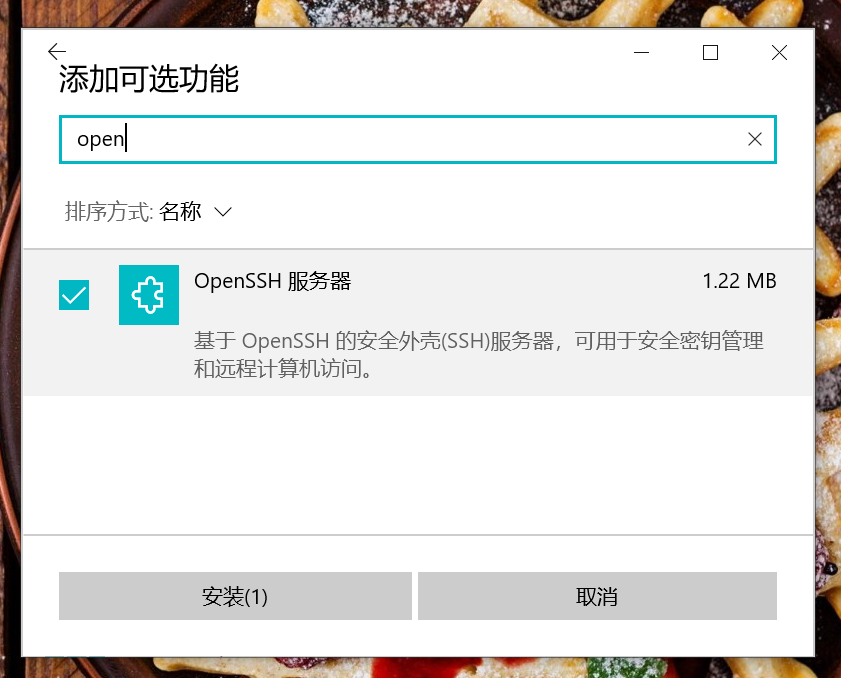 添加可选功能
open
排序方式: 名称
OpenSSH 服务器
1.22 MB
基于 OpenSSH 的安全外壳(SSH)服务器，可用于安全密钥管理
和远程计算机访问。
安装(1)
取消